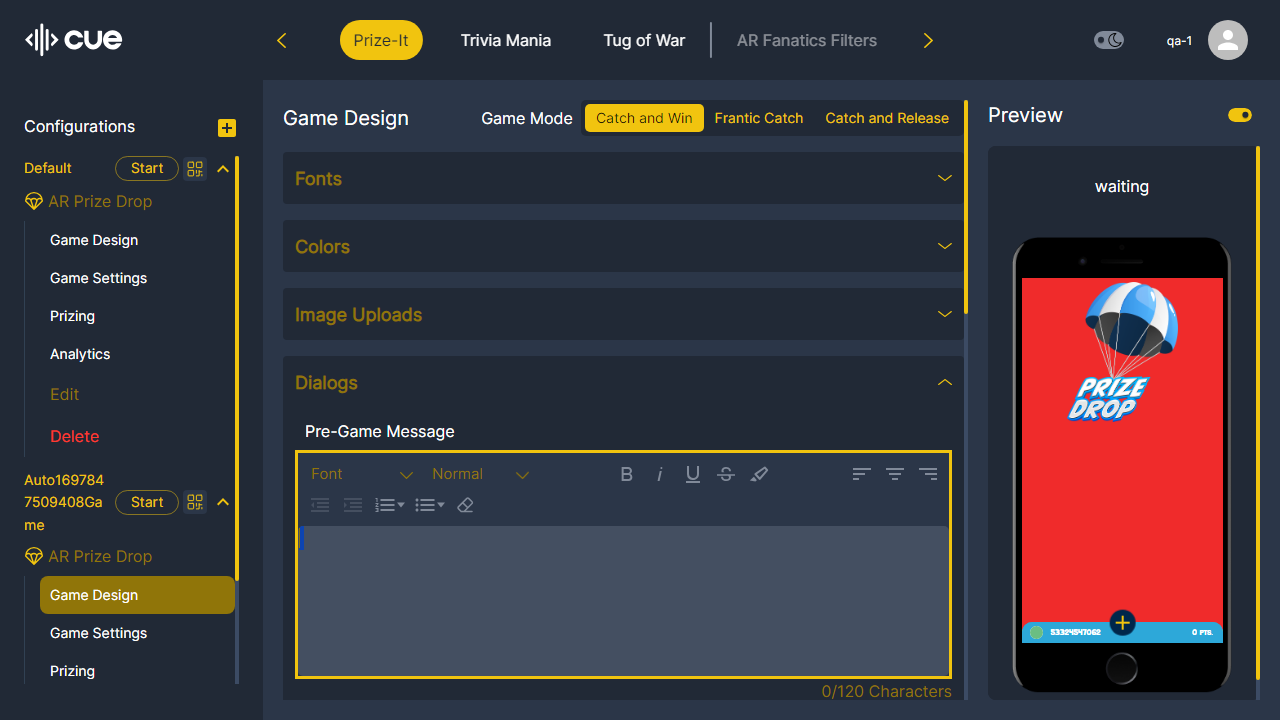 cue
Prize-It
Trivia Mania
Tug of War
AR Fanatics Filters
qa-1
Configurations
Default
Start
AR Prize Drop
Game Design
Game Settings
Prizing
Analytics
Edit
Delete
Auto169784
7509408Ga
me
Start
AR Prize Drop
Game Design
Game Settings
Prizing
Game Design
Game Mode
Catch and Win
Frantic Catch
Catch and Release
Fonts
Colors
Image Uploads
Dialogs
Pre-Game Message
Font
Normal
0/120 Characters
Preview
waiting
PRIZE
DROP
53324547062
0 PTS.